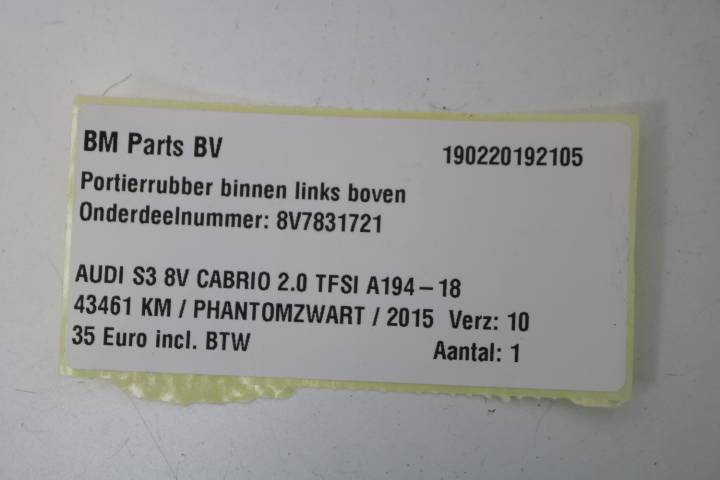 BM Parts BV 190220192105
Portierrubber binnen links boven
Onderdeelnummer: 8V7831721
AUDI S3 8V CABRIO 2.0 TFSI A194-18
43461 KM / PHANTOMZWART / 2015 Verz: 10
35 Euro incl. BTW Aantal: 1